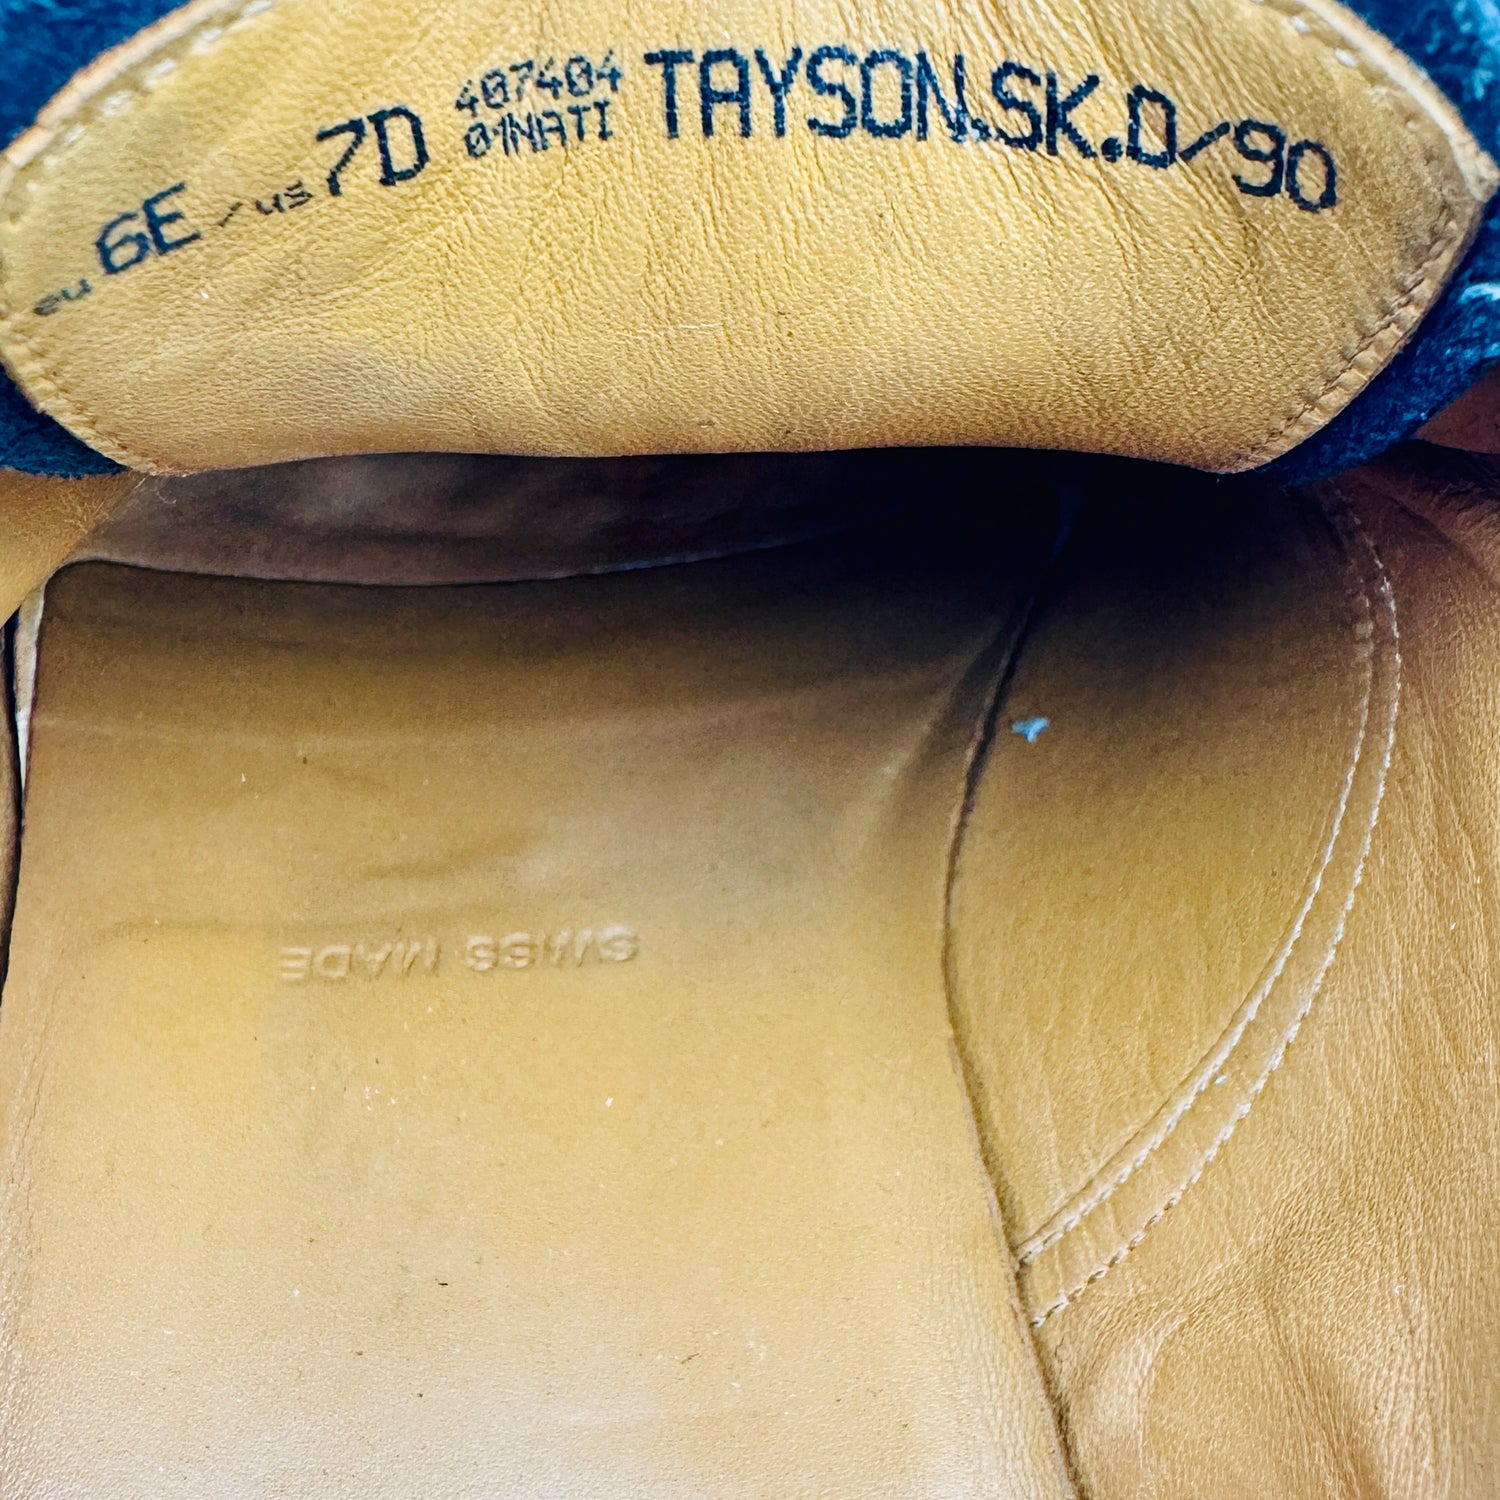 eu 6E / us 7D 407404 TAYSON.SK.D/90
01NATI
SWISS MADE